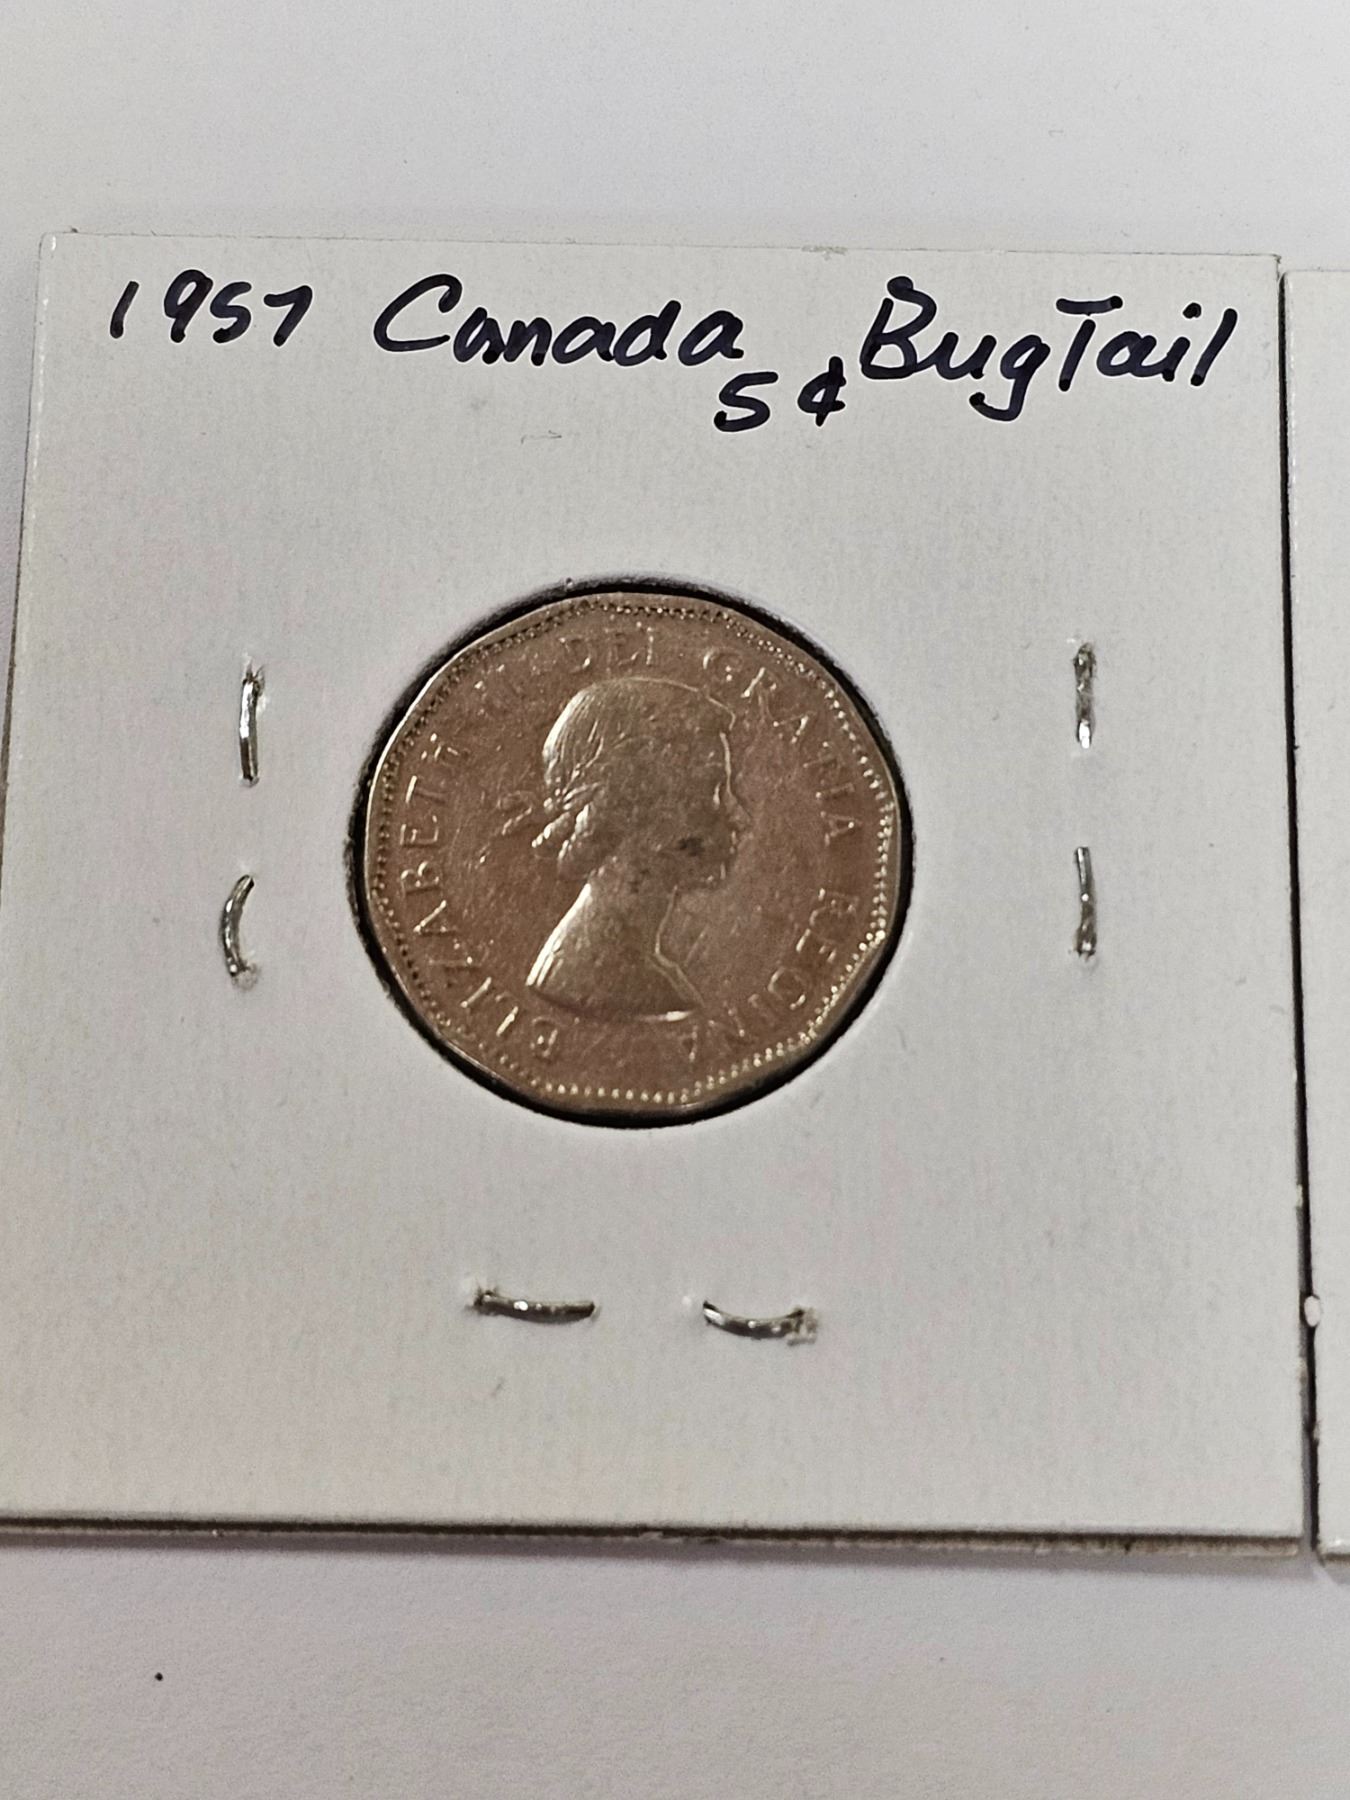 1957 Canada BugTail
5¢
ELIZABETH II DEI GRATIA REGINA